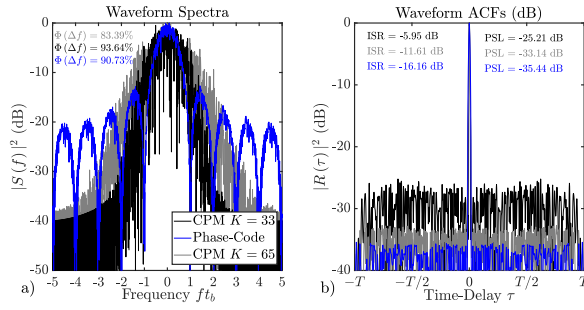 Waveform Spectra
Φ (Δf) = 83.39%
Φ (Δf) = 93.64%
Φ (Δf) = 90.73%
0
-10
-20
-30
-40
-50
|S (f)|² (dB)
CPM K = 33
Phase-Code
CPM K = 65
-5 -4 -3 -2 -1 0 1 2 3 4 5
a) Frequency ftb
Waveform ACFs (dB)
ISR = -5.95 dB PSL = -25.21 dB
ISR = -11.61 dB PSL = -33.14 dB
ISR = -16.16 dB PSL = -35.44 dB
0
-10
-20
-30
-40
|R (τ)|² (dB)
−T −T/2 0 T/2 T
b) Time-Delay τ